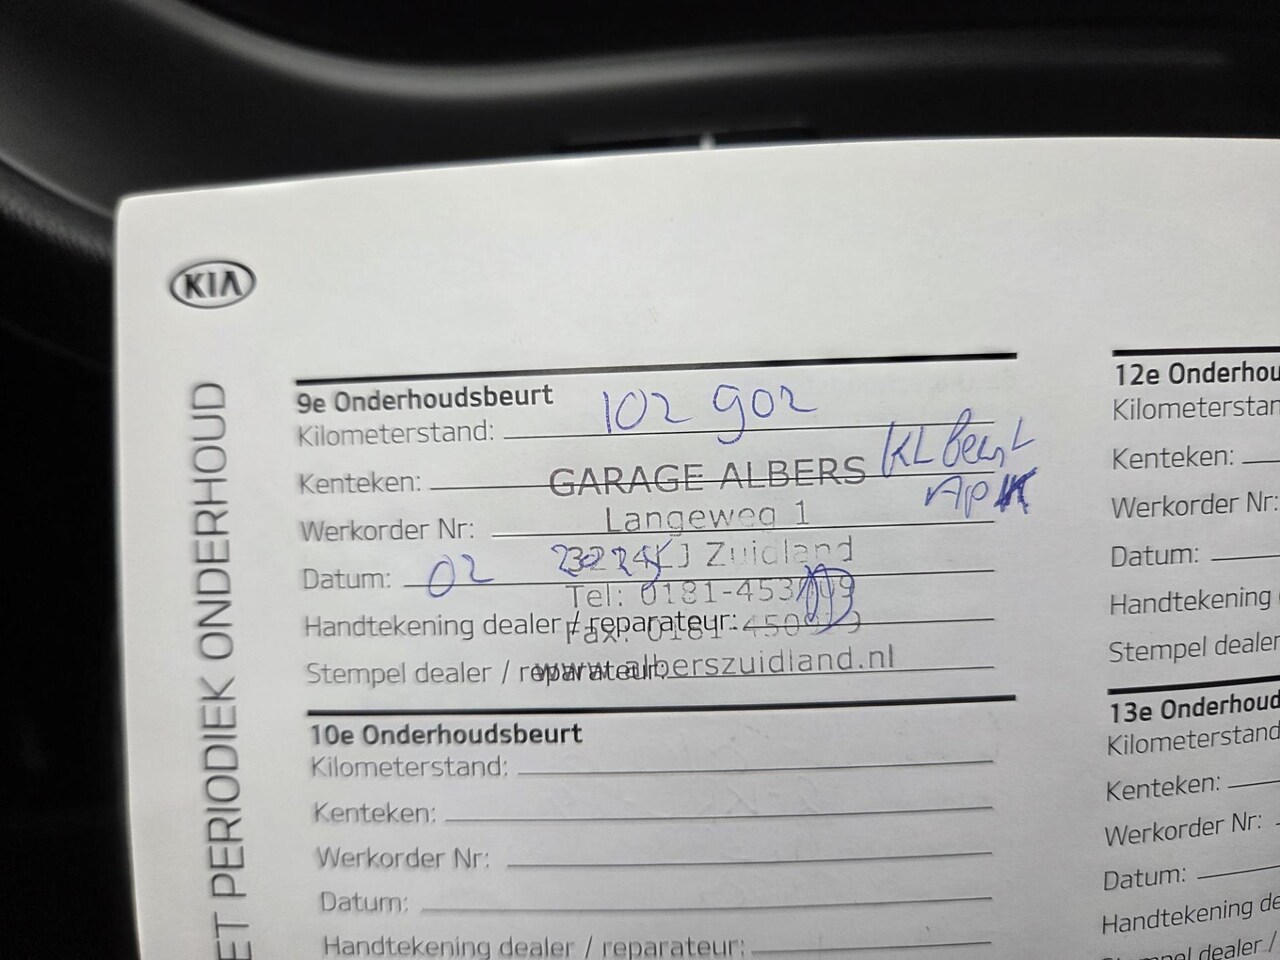 KIA
ET PERIODIEK ONDERHOUD
9e Onderhoudsbeurt
Kilometerstand: 102 902
KL beurt
APK
Kenteken:
GARAGE ALBERS
Werkorder Nr:
Langeweg 1
Datum: 02
J Zuidland
Tel: 0181-453
Handtekening dealer / reparateur:
Fax: 0181-450
Stempel dealer / reparateur:
www.alberszuidland.nl
10e Onderhoudsbeurt
Kilometerstand:
Kenteken:
Werkorder Nr:
Datum:
Handtekening dealer / reparateur:
12e Onderhou
Kilometerstan
Kenteken:
Werkorder Nr:
Datum:
Handtekening
Stempel dealer
13e Onderhoud
Kilometerstand
Kenteken:
Werkorder Nr:
Datum:
Handtekening de
Stempel dealer /